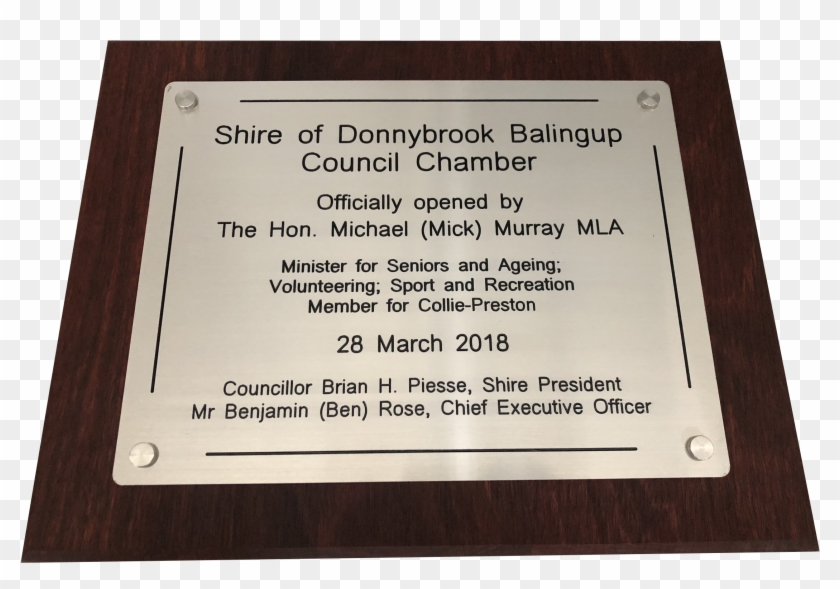 Shire of Donnybrook Balingup
Council Chamber
Officially opened by
The Hon. Michael (Mick) Murray MLA
Minister for Seniors and Ageing;
Volunteering; Sport and Recreation
Member for Collie-Preston
28 March 2018
Councillor Brian H. Piesse, Shire President
Mr Benjamin (Ben) Rose, Chief Executive Officer